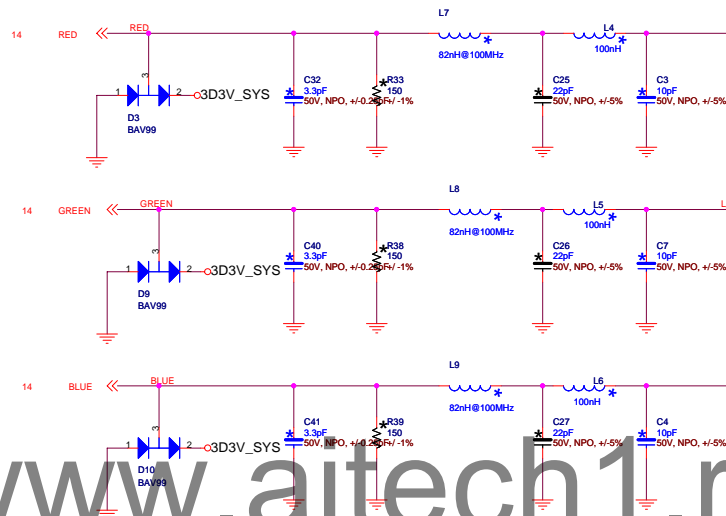 L7
L4
14 RED RED
82nH@100MHz
100nH
3
1 2 3D3V_SYS
D3
BAV99
C32
3.3pF
50V, NPO, +/-0.25pF
R33
150
+/-1%
C25
22pF
50V, NPO, +/-5%
C3
10pF
50V, NPO, +/-5%
L8
L5
L
14 GREEN GREEN
82nH@100MHz
100nH
3
1 2 3D3V_SYS
D9
BAV99
C40
3.3pF
50V, NPO, +/-0.25pF
R38
150
+/-1%
C26
22pF
50V, NPO, +/-5%
C7
10pF
50V, NPO, +/-5%
L9
L6
14 BLUE BLUE
82nH@100MHz
100nH
3
1 2 3D3V_SYS
D10
BAV99
C41
3.3pF
50V, NPO, +/-0.25pF
R39
150
+/-1%
C27
22pF
50V, NPO, +/-5%
C4
10pF
50V, NPO, +/-5%
www.aitech1.r